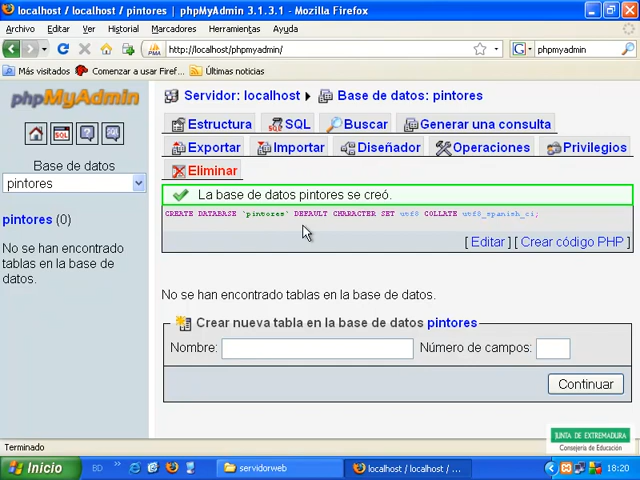 localhost / localhost / pintores | phpMyAdmin 3.1.3.1 - Mozilla Firefox
Archivo Editar Ver Historial Marcadores Herramientas Ayuda
http://localhost/phpmyadmin/
phpmyadmin
Más visitados Comenzar a usar Firef... Últimas noticias
phpMyAdmin
Servidor: localhost Base de datos: pintores
Estructura SQL Buscar Generar una consulta
Exportar Importar Diseñador Operaciones Privilegios
Eliminar
Base de datos
pintores
pintores (0)
No se han encontrado tablas en la base de datos.
La base de datos pintores se creó.
CREATE DATABASE `pintores` DEFAULT CHARACTER SET utf8 COLLATE utf8_spanish_ci;
[ Editar ] [ Crear código PHP ]
No se han encontrado tablas en la base de datos.
Crear nueva tabla en la base de datos pintores
Nombre: Número de campos:
Continuar
JUNTA DE EXTREMADURA
Consejería de Educación
Terminado
Inicio BD » servidorweb localhost / localhost / ... 18:20